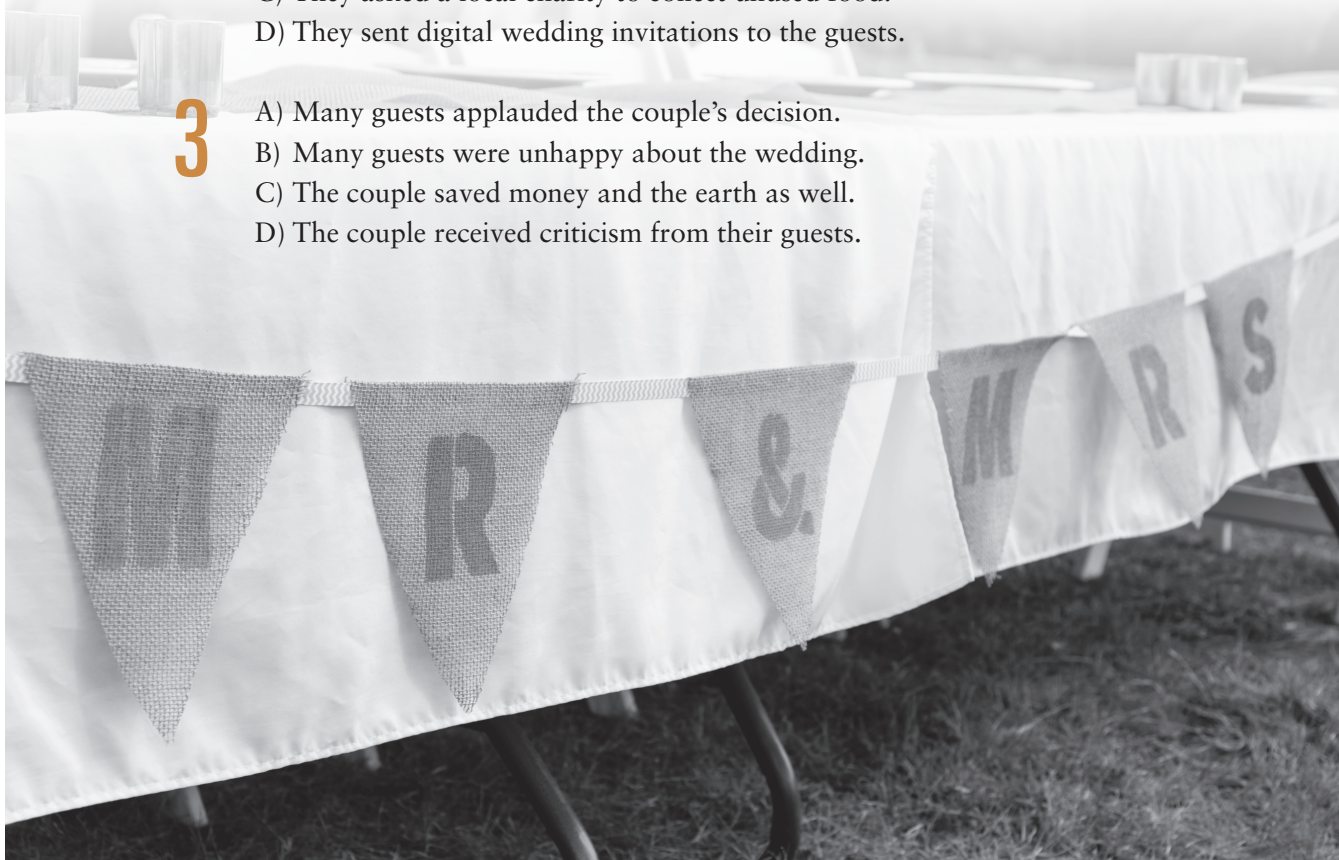 D) They sent digital wedding invitations to the guests.
3
A) Many guests applauded the couple's decision.
B) Many guests were unhappy about the wedding.
C) The couple saved money and the earth as well.
D) The couple received criticism from their guests.
MR & MRS